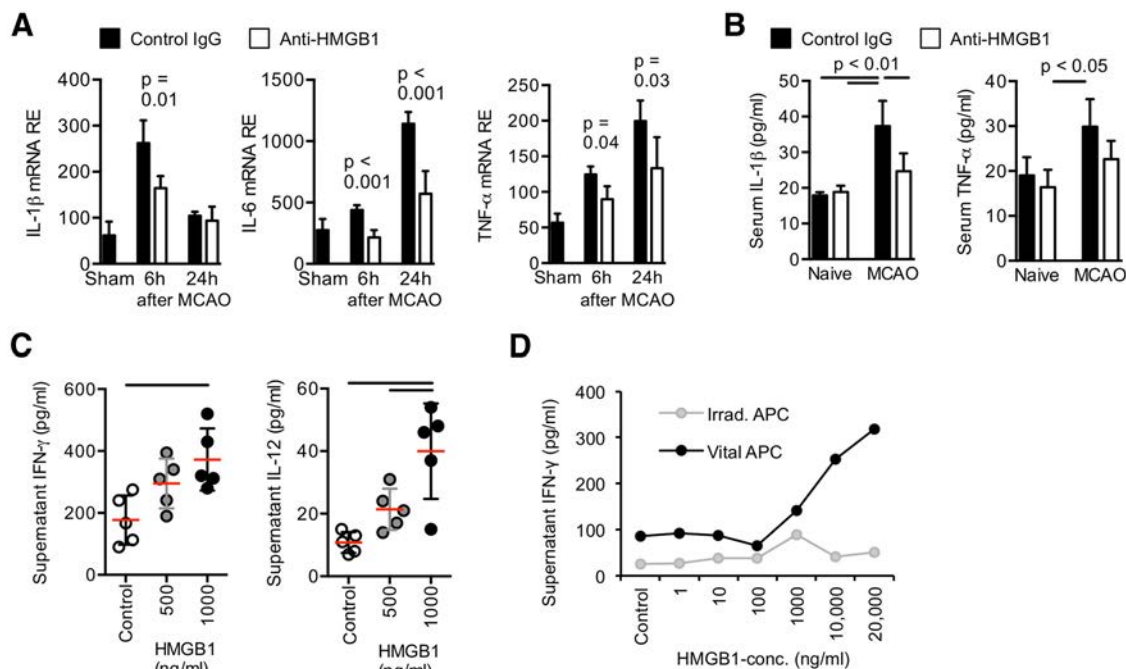 A
Control IgG
Anti-HMGB1
IL-1β mRNA RE
400
300
200
100
0
p =
0.01
Sham 6h 24h
after MCAO
IL-6 mRNA RE
1500
1000
500
0
p <
0.001
p <
0.001
Sham 6h 24h
after MCAO
TNF-α mRNA RE
250
200
150
100
50
0
p =
0.04
p =
0.03
Sham 6h 24h
after MCAO
B
Control IgG
Anti-HMGB1
Serum IL-1β (pg/ml)
50
40
30
20
10
0
p < 0.01
Naive MCAO
Serum TNF-α (pg/ml)
40
30
20
10
0
p < 0.05
Naive MCAO
C
Supernatant IFN-γ (pg/ml)
600
400
200
0
Control
500
1000
HMGB1
(ng/ml)
Supernatant IL-12 (pg/ml)
60
40
20
0
Control
500
1000
HMGB1
(ng/ml)
D
Supernatant IFN-γ (pg/ml)
400
300
200
100
0
Irrad. APC
Vital APC
Control
1
10
100
1000
10,000
20,000
HMGB1-conc. (ng/ml)